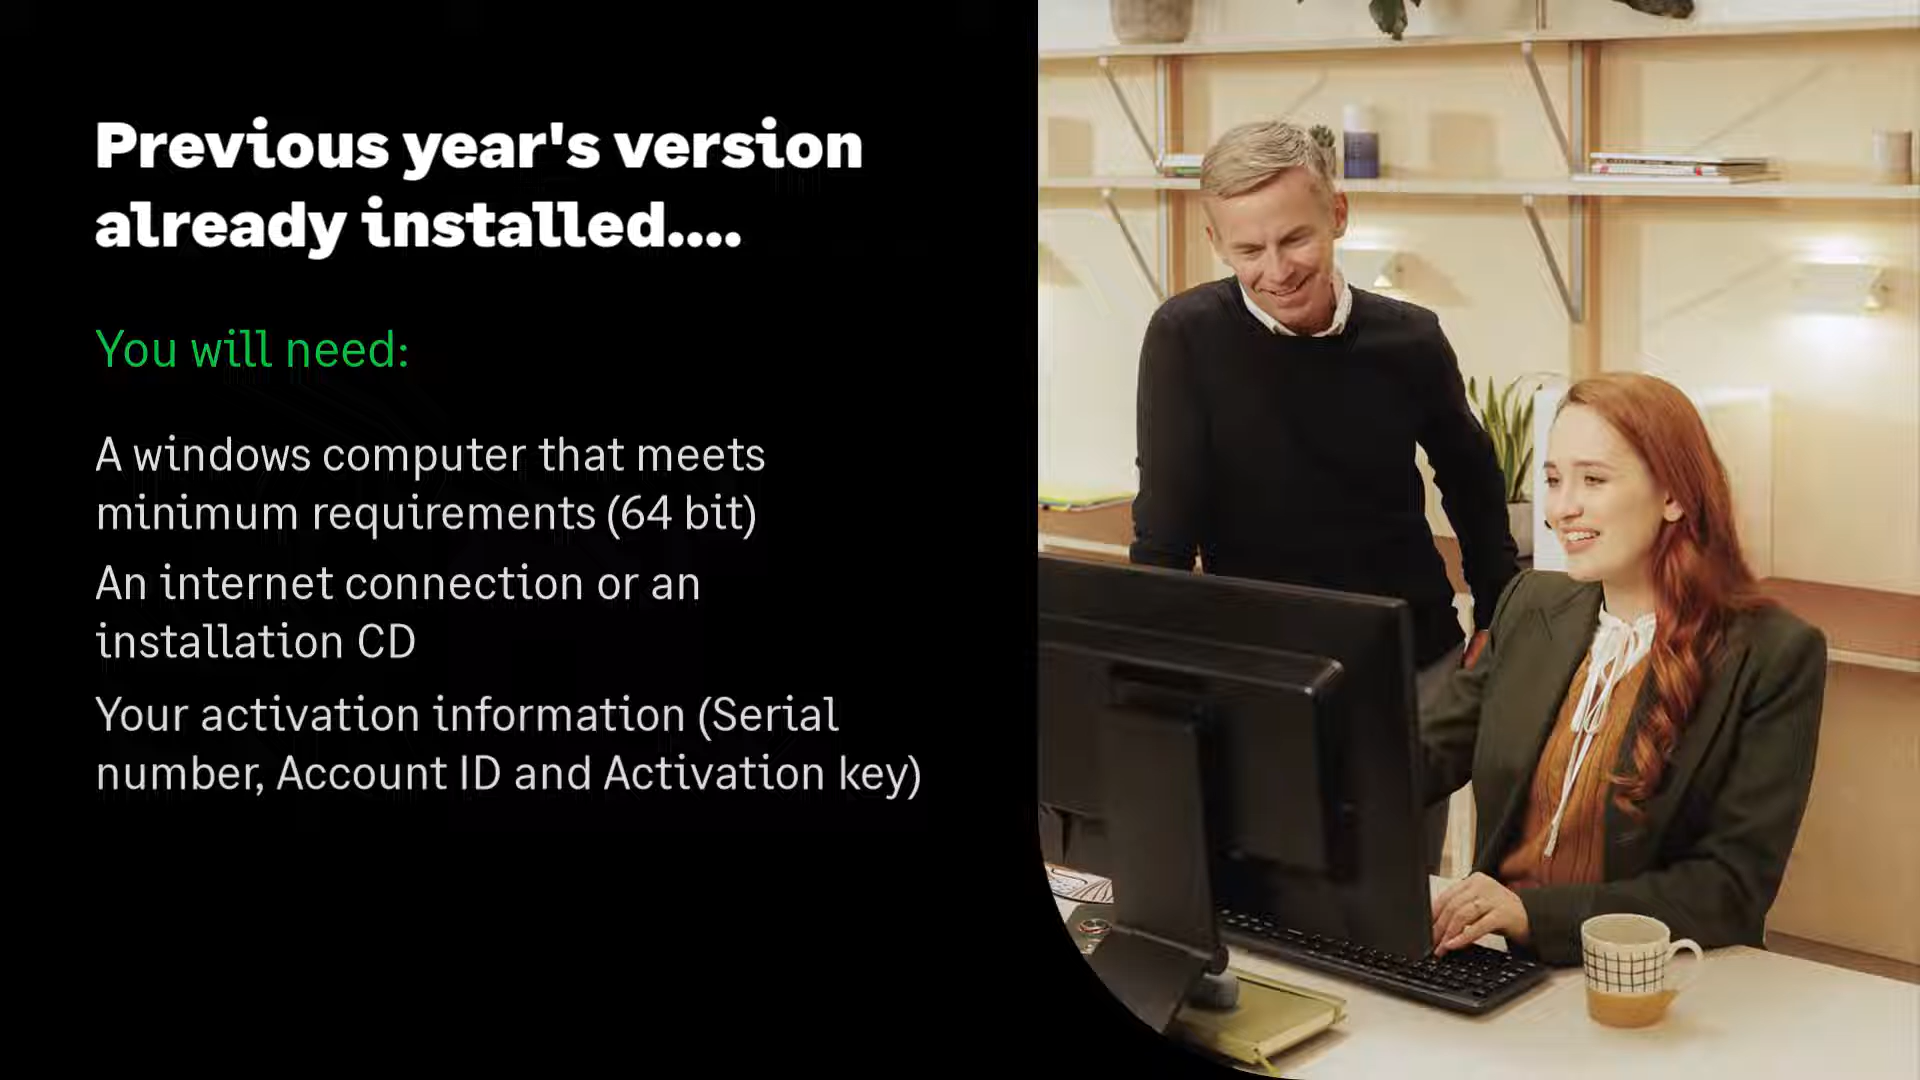 Previous year's version
already installed....
You will need:
A windows computer that meets
minimum requirements (64 bit)
An internet connection or an
installation CD
Your activation information (Serial
number, Account ID and Activation key)